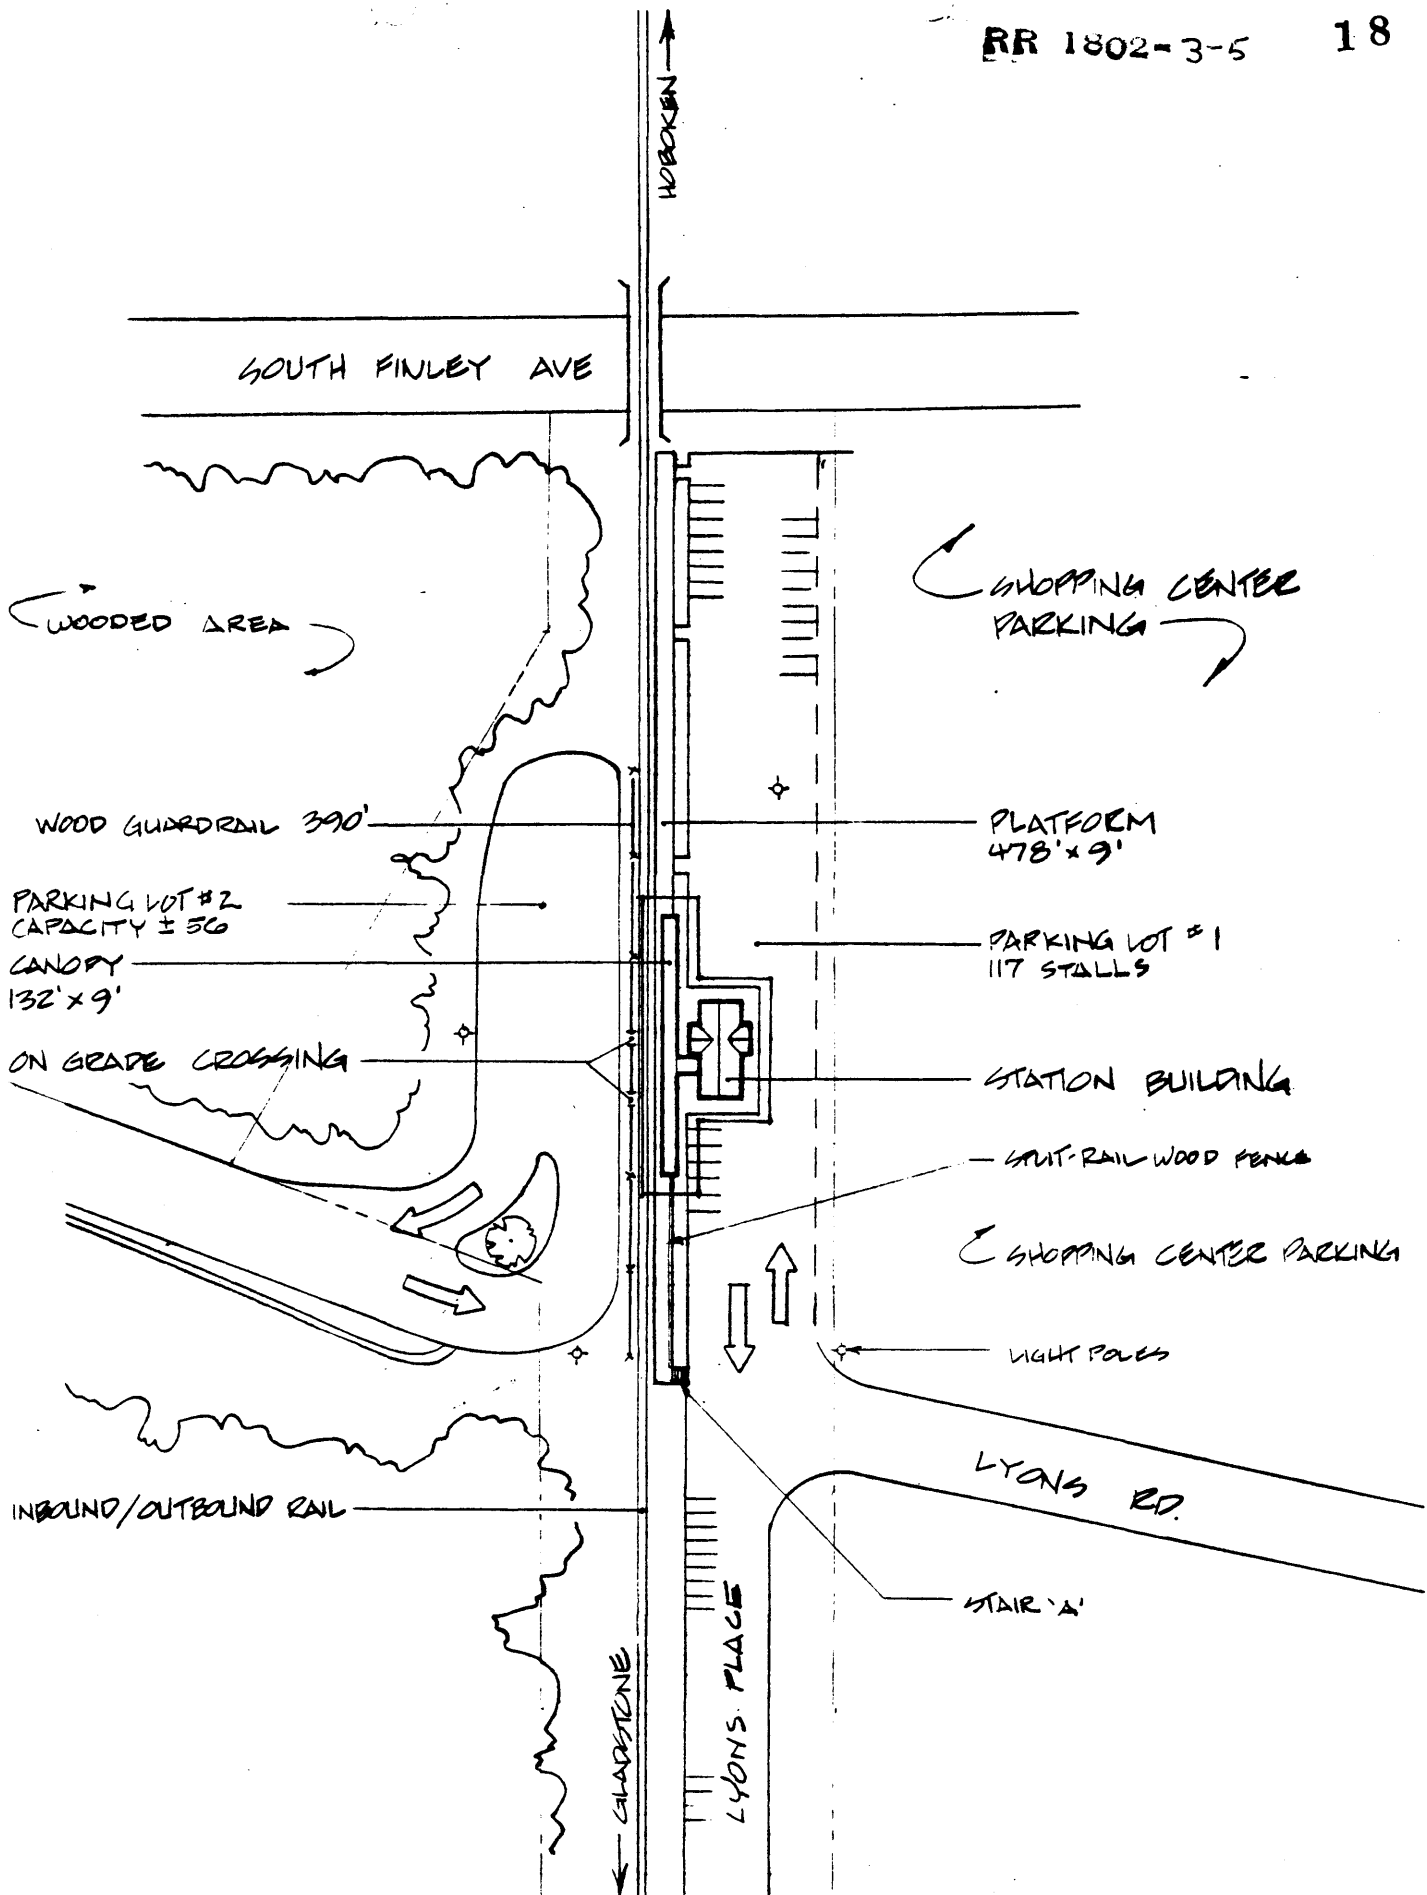 RR 1802-3-5 18
HOBOKEN
SOUTH FINLEY AVE
WOODED AREA
SHOPPING CENTER
PARKING
WOOD GUARDRAIL 390'
PLATFORM
478' x 9'
PARKING LOT #2
CAPACITY ± 56
PARKING LOT #1
117 STALLS
CANOPY
132' x 9'
ON GRADE CROSSING
STATION BUILDING
SPLIT-RAIL WOOD FENCE
SHOPPING CENTER PARKING
LIGHT POLES
LYONS RD.
INBOUND/OUTBOUND RAIL
STAIR 'A'
LYONS PLACE
GLADSTONE